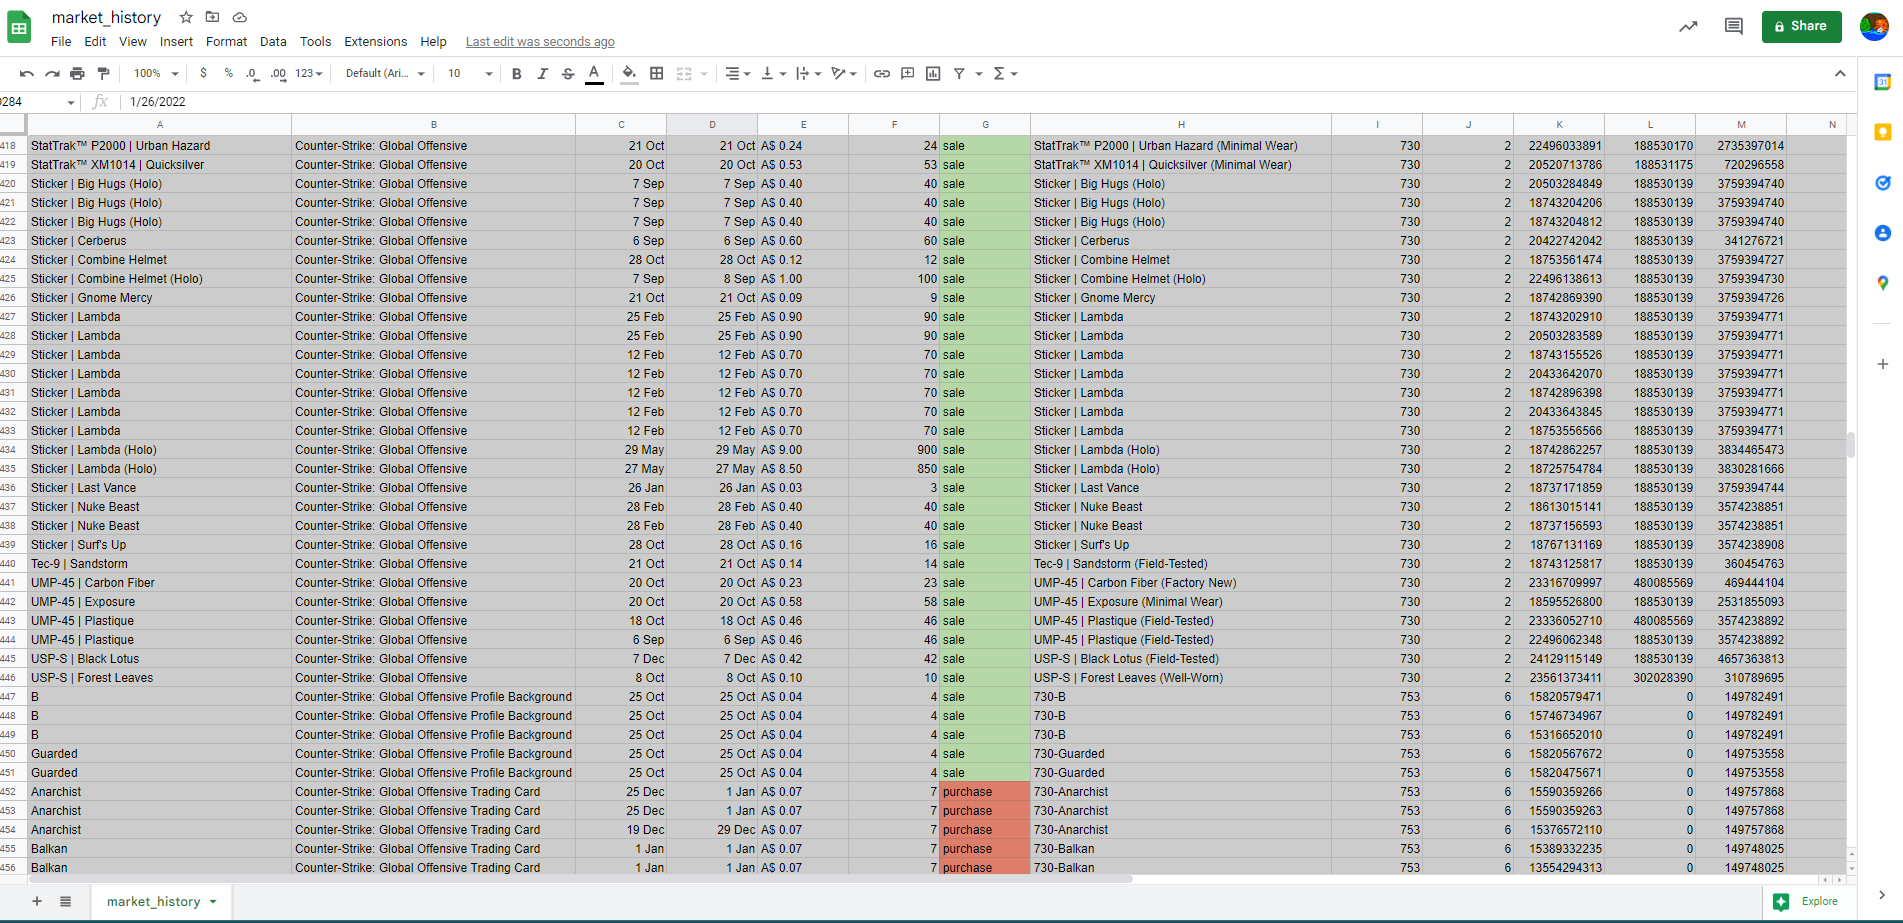 market_history
File Edit View Insert Format Data Tools Extensions Help Last edit was seconds ago
Share
100% $ % .0 .00 123 Default (Ari... 10 B I S A
284 fx 1/26/2022
A B C D E F G H I J K L M N
418 StatTrak™ P2000 | Urban Hazard Counter-Strike: Global Offensive 21 Oct 21 Oct A$ 0.24 24 sale StatTrak™ P2000 | Urban Hazard (Minimal Wear) 730 2 22496033891 188530170 2735397014
419 StatTrak™ XM1014 | Quicksilver Counter-Strike: Global Offensive 20 Oct 20 Oct A$ 0.53 53 sale StatTrak™ XM1014 | Quicksilver (Minimal Wear) 730 2 20520713786 188531175 720296558
420 Sticker | Big Hugs (Holo) Counter-Strike: Global Offensive 7 Sep 7 Sep A$ 0.40 40 sale Sticker | Big Hugs (Holo) 730 2 20503284849 188530139 3759394740
421 Sticker | Big Hugs (Holo) Counter-Strike: Global Offensive 7 Sep 7 Sep A$ 0.40 40 sale Sticker | Big Hugs (Holo) 730 2 18743204206 188530139 3759394740
422 Sticker | Big Hugs (Holo) Counter-Strike: Global Offensive 7 Sep 7 Sep A$ 0.40 40 sale Sticker | Big Hugs (Holo) 730 2 18743204812 188530139 3759394740
423 Sticker | Cerberus Counter-Strike: Global Offensive 6 Sep 6 Sep A$ 0.60 60 sale Sticker | Cerberus 730 2 20422742042 188530139 341276721
424 Sticker | Combine Helmet Counter-Strike: Global Offensive 28 Oct 28 Oct A$ 0.12 12 sale Sticker | Combine Helmet 730 2 18753561474 188530139 3759394727
425 Sticker | Combine Helmet (Holo) Counter-Strike: Global Offensive 7 Sep 8 Sep A$ 1.00 100 sale Sticker | Combine Helmet (Holo) 730 2 22496138613 188530139 3759394730
426 Sticker | Gnome Mercy Counter-Strike: Global Offensive 21 Oct 21 Oct A$ 0.09 9 sale Sticker | Gnome Mercy 730 2 18742869390 188530139 3759394726
427 Sticker | Lambda Counter-Strike: Global Offensive 25 Feb 25 Feb A$ 0.90 90 sale Sticker | Lambda 730 2 18743202910 188530139 3759394771
428 Sticker | Lambda Counter-Strike: Global Offensive 25 Feb 25 Feb A$ 0.90 90 sale Sticker | Lambda 730 2 20503283589 188530139 3759394771
429 Sticker | Lambda Counter-Strike: Global Offensive 12 Feb 12 Feb A$ 0.70 70 sale Sticker | Lambda 730 2 18743155526 188530139 3759394771
430 Sticker | Lambda Counter-Strike: Global Offensive 12 Feb 12 Feb A$ 0.70 70 sale Sticker | Lambda 730 2 20433642070 188530139 3759394771
431 Sticker | Lambda Counter-Strike: Global Offensive 12 Feb 12 Feb A$ 0.70 70 sale Sticker | Lambda 730 2 18742896398 188530139 3759394771
432 Sticker | Lambda Counter-Strike: Global Offensive 12 Feb 12 Feb A$ 0.70 70 sale Sticker | Lambda 730 2 20433643845 188530139 3759394771
433 Sticker | Lambda Counter-Strike: Global Offensive 12 Feb 12 Feb A$ 0.70 70 sale Sticker | Lambda 730 2 18753556566 188530139 3759394771
434 Sticker | Lambda (Holo) Counter-Strike: Global Offensive 29 May 29 May A$ 9.00 900 sale Sticker | Lambda (Holo) 730 2 18742862257 188530139 3834465473
435 Sticker | Lambda (Holo) Counter-Strike: Global Offensive 27 May 27 May A$ 8.50 850 sale Sticker | Lambda (Holo) 730 2 18725754784 188530139 3830281666
436 Sticker | Last Vance Counter-Strike: Global Offensive 26 Jan 26 Jan A$ 0.03 3 sale Sticker | Last Vance 730 2 18737171859 188530139 3759394744
437 Sticker | Nuke Beast Counter-Strike: Global Offensive 28 Feb 28 Feb A$ 0.40 40 sale Sticker | Nuke Beast 730 2 18613015141 188530139 3574238851
438 Sticker | Nuke Beast Counter-Strike: Global Offensive 28 Feb 28 Feb A$ 0.40 40 sale Sticker | Nuke Beast 730 2 18737156593 188530139 3574238851
439 Sticker | Surf's Up Counter-Strike: Global Offensive 28 Oct 28 Oct A$ 0.16 16 sale Sticker | Surf's Up 730 2 18767131169 188530139 3574238908
440 Tec-9 | Sandstorm Counter-Strike: Global Offensive 21 Oct 21 Oct A$ 0.14 14 sale Tec-9 | Sandstorm (Field-Tested) 730 2 18743125817 188530139 360454763
441 UMP-45 | Carbon Fiber Counter-Strike: Global Offensive 20 Oct 20 Oct A$ 0.23 23 sale UMP-45 | Carbon Fiber (Factory New) 730 2 23316709997 480085569 469444104
442 UMP-45 | Exposure Counter-Strike: Global Offensive 20 Oct 20 Oct A$ 0.58 58 sale UMP-45 | Exposure (Minimal Wear) 730 2 18595526800 188530139 2531855093
443 UMP-45 | Plastique Counter-Strike: Global Offensive 18 Oct 18 Oct A$ 0.46 46 sale UMP-45 | Plastique (Field-Tested) 730 2 23336052710 480085569 3574238892
444 UMP-45 | Plastique Counter-Strike: Global Offensive 6 Sep 6 Sep A$ 0.46 46 sale UMP-45 | Plastique (Field-Tested) 730 2 22496062348 188530139 3574238892
445 USP-S | Black Lotus Counter-Strike: Global Offensive 7 Dec 7 Dec A$ 0.42 42 sale USP-S | Black Lotus (Field-Tested) 730 2 24129115149 188530139 4657363813
446 USP-S | Forest Leaves Counter-Strike: Global Offensive 8 Oct 8 Oct A$ 0.10 10 sale USP-S | Forest Leaves (Well-Worn) 730 2 23561373411 302028390 310789695
447 B Counter-Strike: Global Offensive Profile Background 25 Oct 25 Oct A$ 0.04 4 sale 730-B 753 6 15820579471 0 149782491
448 B Counter-Strike: Global Offensive Profile Background 25 Oct 25 Oct A$ 0.04 4 sale 730-B 753 6 15746734967 0 149782491
449 B Counter-Strike: Global Offensive Profile Background 25 Oct 25 Oct A$ 0.04 4 sale 730-B 753 6 15316652010 0 149782491
450 Guarded Counter-Strike: Global Offensive Profile Background 25 Oct 25 Oct A$ 0.04 4 sale 730-Guarded 753 6 15820567672 0 149753558
451 Guarded Counter-Strike: Global Offensive Profile Background 25 Oct 25 Oct A$ 0.04 4 sale 730-Guarded 753 6 15820475671 0 149753558
452 Anarchist Counter-Strike: Global Offensive Trading Card 25 Dec 1 Jan A$ 0.07 7 purchase 730-Anarchist 753 6 15590359266 0 149757868
453 Anarchist Counter-Strike: Global Offensive Trading Card 25 Dec 1 Jan A$ 0.07 7 purchase 730-Anarchist 753 6 15590359263 0 149757868
454 Anarchist Counter-Strike: Global Offensive Trading Card 19 Dec 29 Dec A$ 0.07 7 purchase 730-Anarchist 753 6 15376572110 0 149757868
455 Balkan Counter-Strike: Global Offensive Trading Card 1 Jan 1 Jan A$ 0.07 7 purchase 730-Balkan 753 6 15389332235 0 149748025
456 Balkan Counter-Strike: Global Offensive Trading Card 1 Jan 1 Jan A$ 0.07 7 purchase 730-Balkan 753 6 13554294313 0 149748025
market_history
Explore